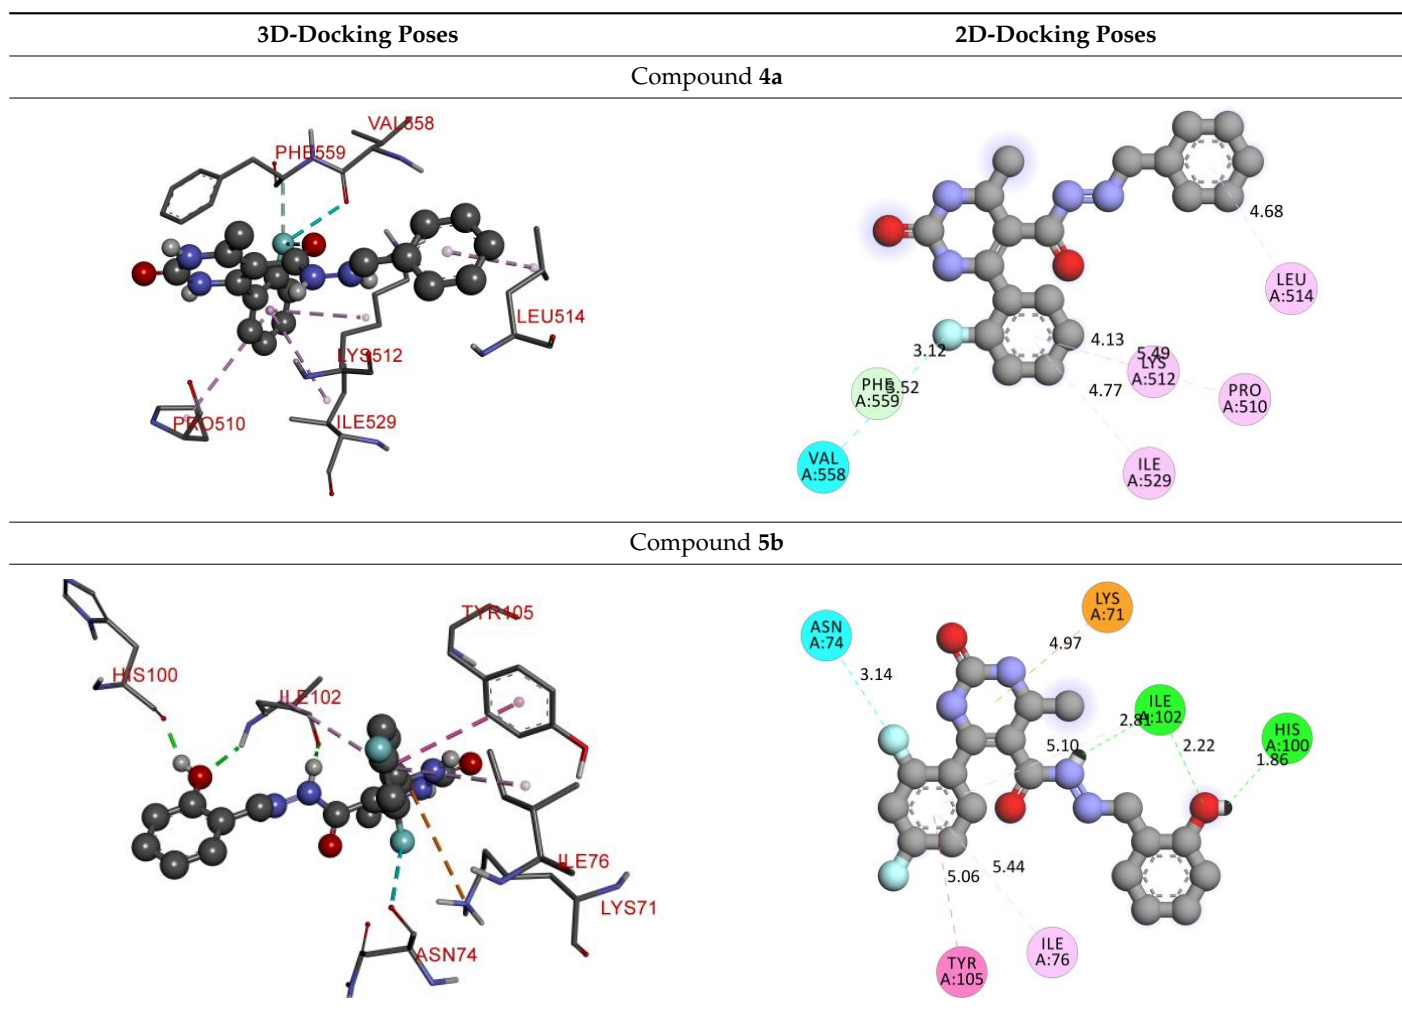 3D-Docking Poses
2D-Docking Poses
Compound 4a
VAL558
PHE559
LEU514
LYS512
PRO510
ILE529
4.68
LEU
A:514
4.13
5.49
LYS
A:512
3.12
PHE
A:559
3.52
4.77
PRO
A:510
VAL
A:558
ILE
A:529
Compound 5b
TYR105
HIS100
ILE102
ILE76
LYS71
ASN74
LYS
A:71
ASN
A:74
4.97
3.14
ILE
A:102
2.81
HIS
A:100
5.10
2.22
1.86
5.44
5.06
ILE
A:76
TYR
A:105